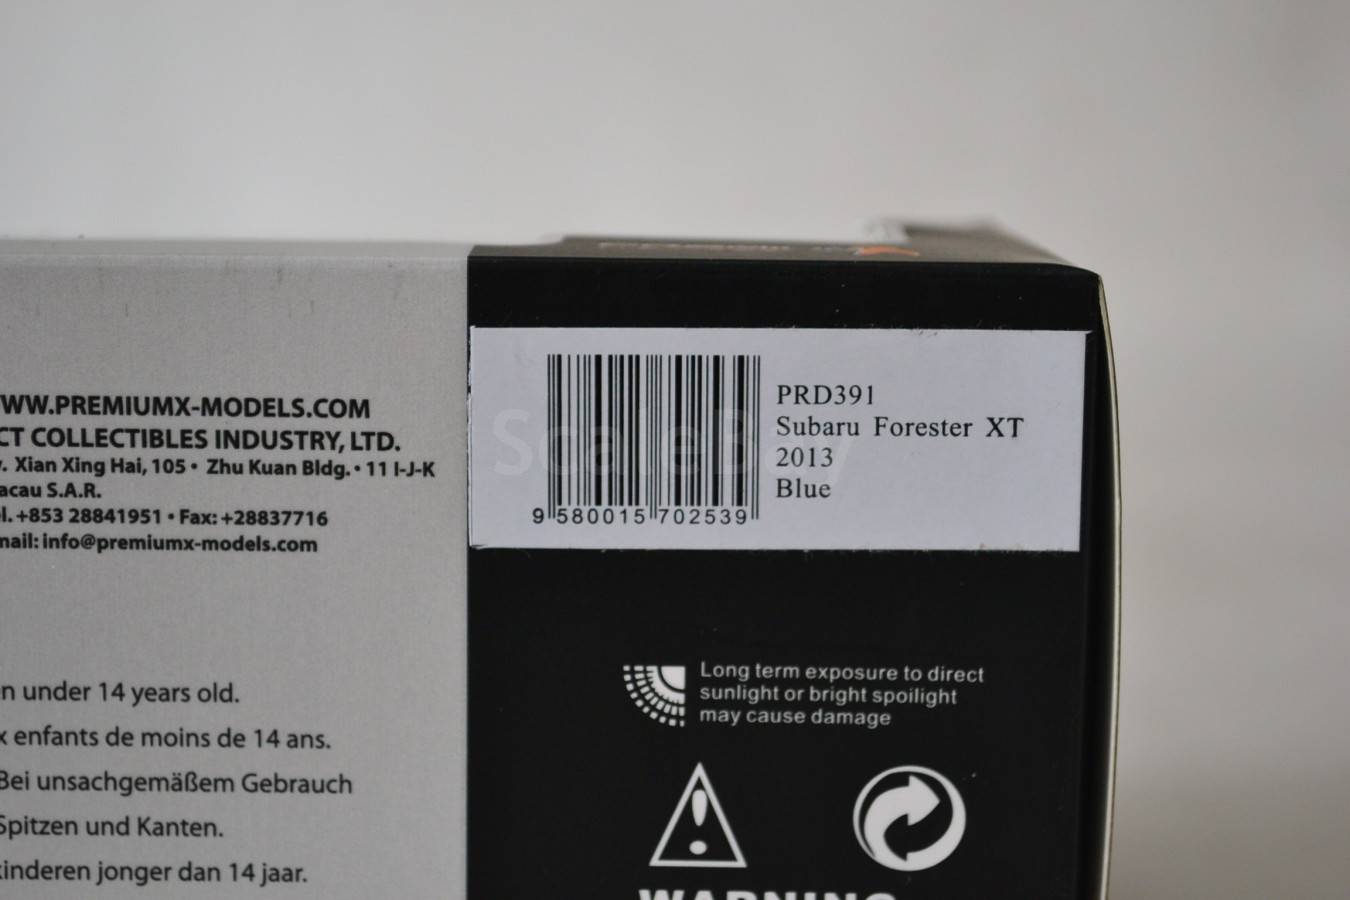 WW.PREMIUMX-MODELS.COM
CT COLLECTIBLES INDUSTRY, LTD.
. Xian Xing Hai, 105 • Zhu Kuan Bldg. • 11 I-J-K
acau S.A.R.
el. +853 28841951 • Fax: +28837716
mail: info@premiumx-models.com
n under 14 years old.
x enfants de moins de 14 ans.
Bei unsachgemäßem Gebrauch
Spitzen und Kanten.
kinderen jonger dan 14 jaar.
PRD391
Subaru Forester XT
2013
Blue
9 580015 702539
ScaleBay
Long term exposure to direct
sunlight or bright spoilight
may cause damage
WARNING